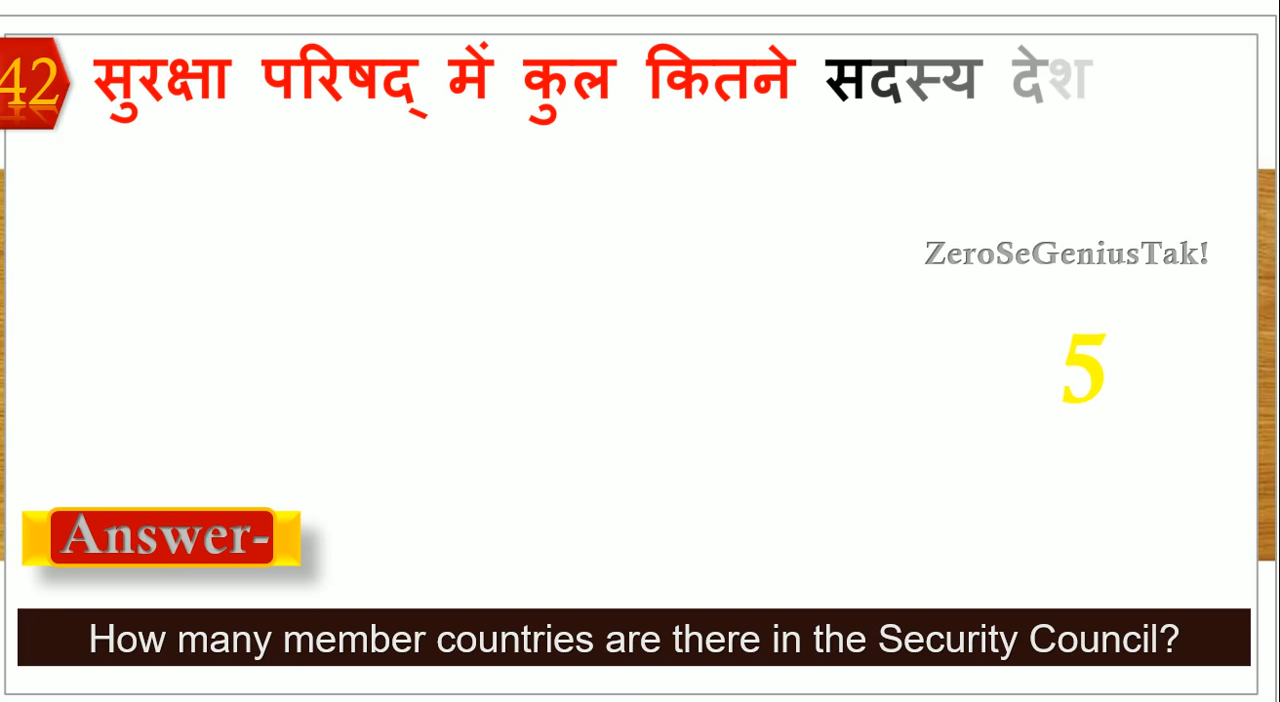 42 सुरक्षा परिषद् में कुल कितने सदस्य देश
ZeroSeGeniusTak!
5
Answer-
How many member countries are there in the Security Council?